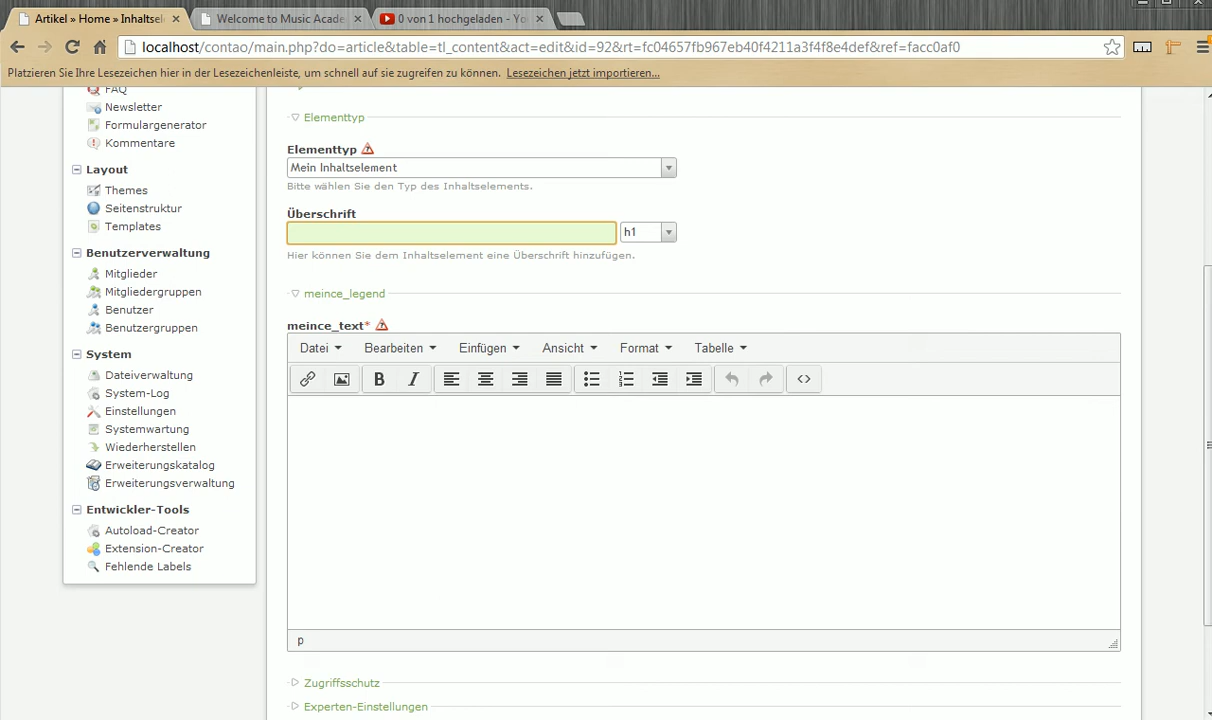 Artikel » Home » Inhaltsele
Welcome to Music Acade
0 von 1 hochgeladen - Yo
localhost/contao/main.php?do=article&table=tl_content&act=edit&id=92&rt=fc04657fb967eb40f4211a3f4f8e4def&ref=facc0af0
Platzieren Sie Ihre Lesezeichen hier in der Lesezeichenleiste, um schnell auf sie zugreifen zu können. Lesezeichen jetzt importieren...
FAQ
Newsletter
Formulargenerator
Kommentare
Layout
Themes
Seitenstruktur
Templates
Benutzerverwaltung
Mitglieder
Mitgliedergruppen
Benutzer
Benutzergruppen
System
Dateiverwaltung
System-Log
Einstellungen
Systemwartung
Wiederherstellen
Erweiterungskatalog
Erweiterungsverwaltung
Entwickler-Tools
Autoload-Creator
Extension-Creator
Fehlende Labels
Elementtyp
Elementtyp
Mein Inhaltselement
Bitte wählen Sie den Typ des Inhaltselements.
Überschrift
h1
Hier können Sie dem Inhaltselement eine Überschrift hinzufügen.
meince_legend
meince_text*
Datei Bearbeiten Einfügen Ansicht Format Tabelle
B I
p
Zugriffsschutz
Experten-Einstellungen